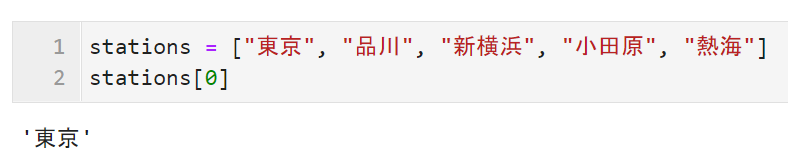 1 stations = ["東京", "品川", "新横浜", "小田原", "熱海"]
2 stations[0]
'東京'